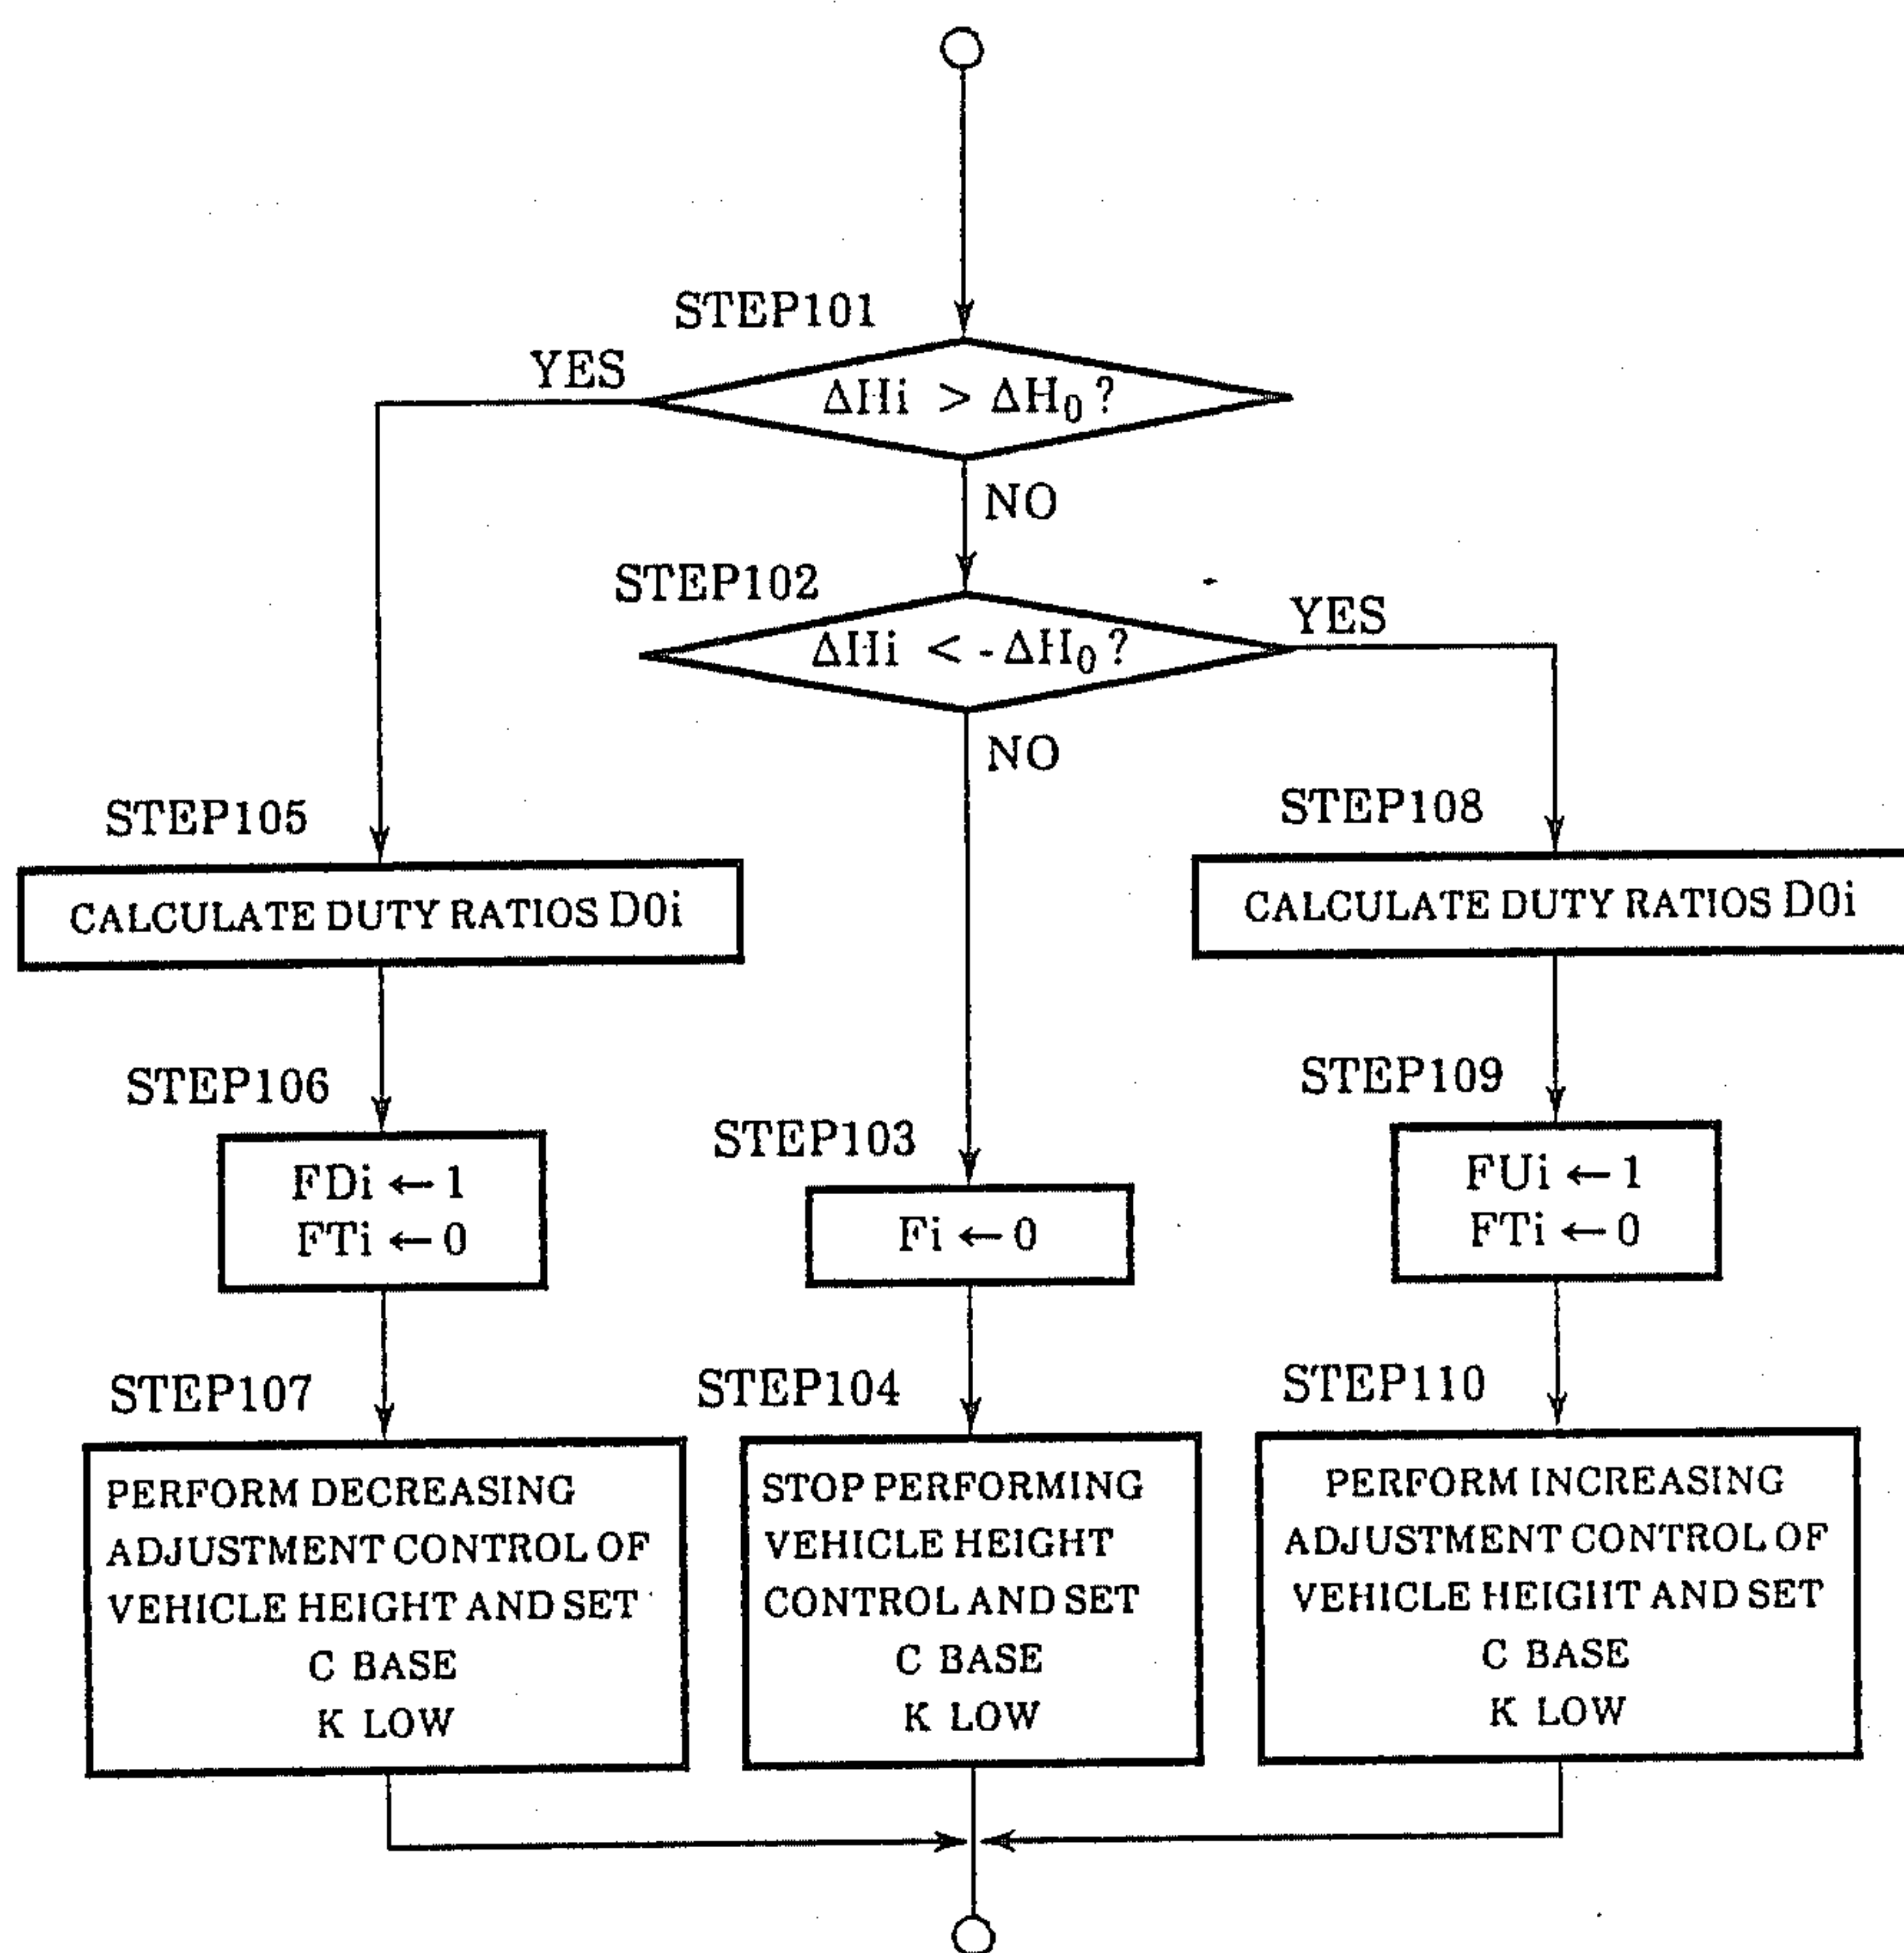 STEP101
YES
ΔHi > ΔH₀ ?
NO
STEP102
YES
ΔHi < -ΔH₀ ?
NO
STEP105
CALCULATE DUTY RATIOS D0i
STEP108
CALCULATE DUTY RATIOS D0i
STEP106
FDi ← 1
FTi ← 0
STEP103
Fi ← 0
STEP109
FUi ← 1
FTi ← 0
STEP107
PERFORM DECREASING
ADJUSTMENT CONTROL OF
VEHICLE HEIGHT AND SET
C BASE
K LOW
STEP104
STOP PERFORMING
VEHICLE HEIGHT
CONTROL AND SET
C BASE
K LOW
STEP110
PERFORM INCREASING
ADJUSTMENT CONTROL OF
VEHICLE HEIGHT AND SET
C BASE
K LOW